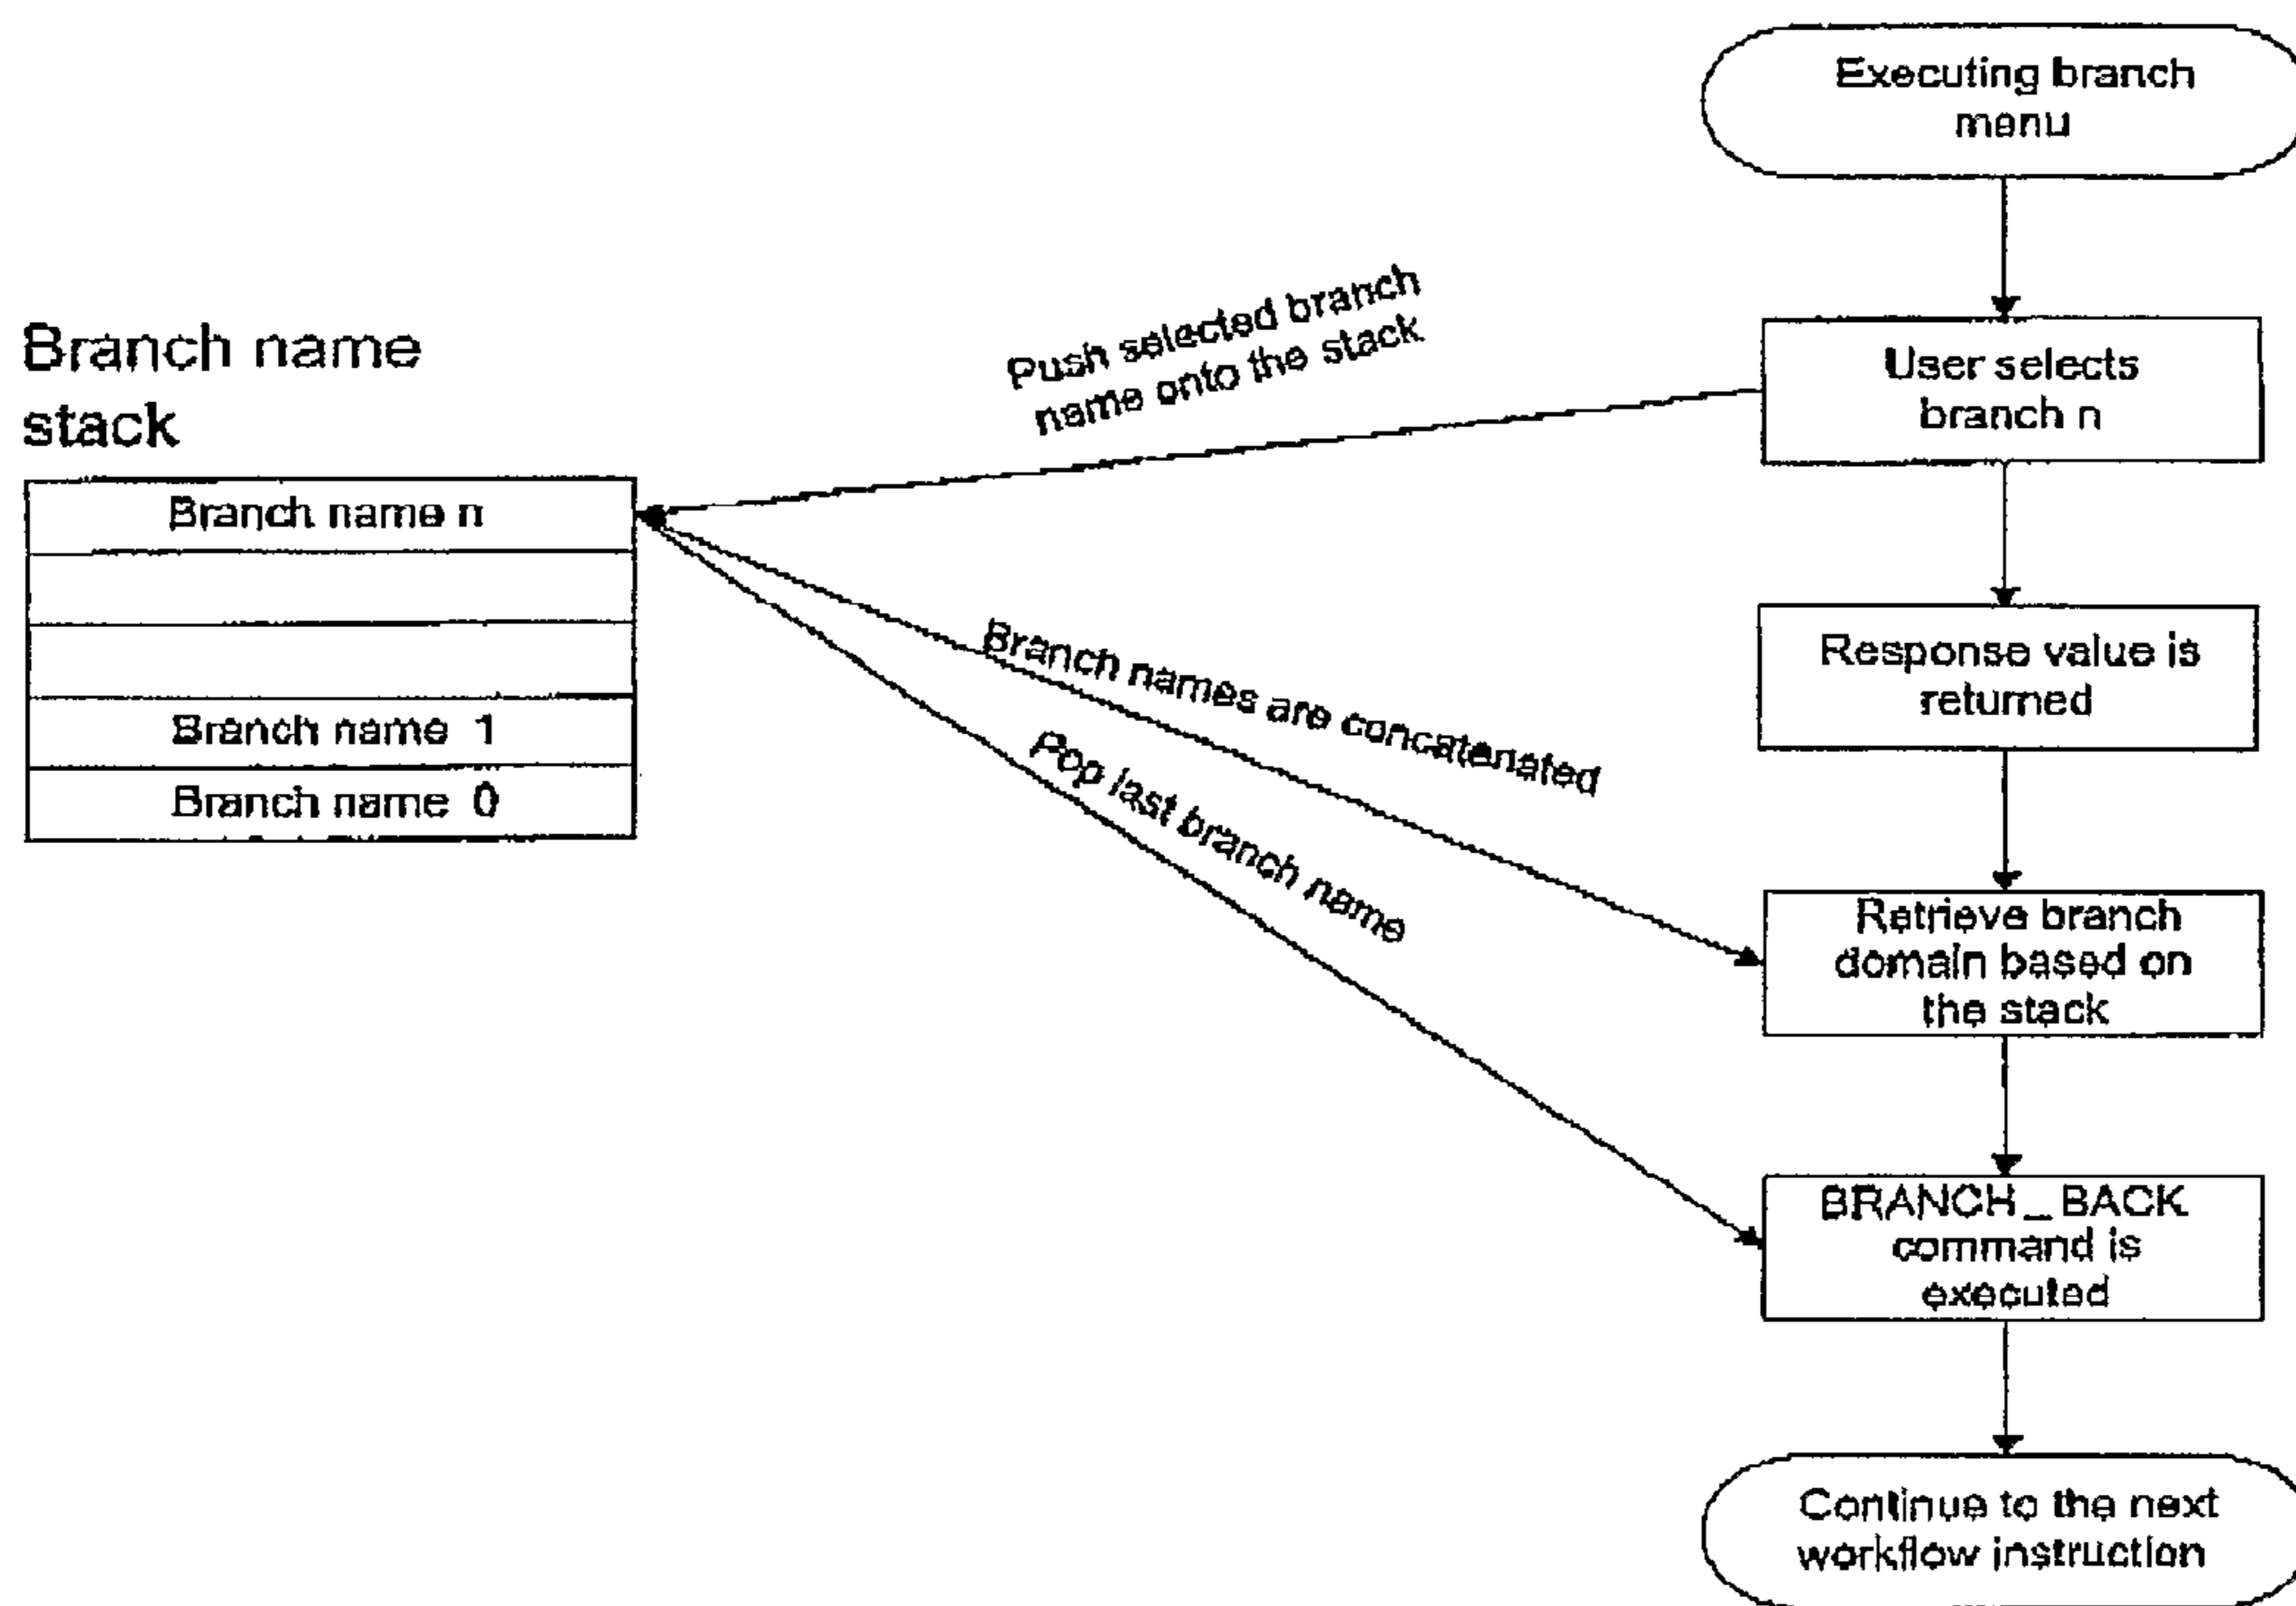 Executing branch
menu
Push selected branch
name onto the stack
Branch name
stack
User selects
branch n
Branch name n
Branch names are concatenated
Response value is
returned
Branch name 1
Pop last branch name
Branch name 0
Retrieve branch
domain based on
the stack
BRANCH_BACK
command is
executed
Continue to the next
workflow instruction